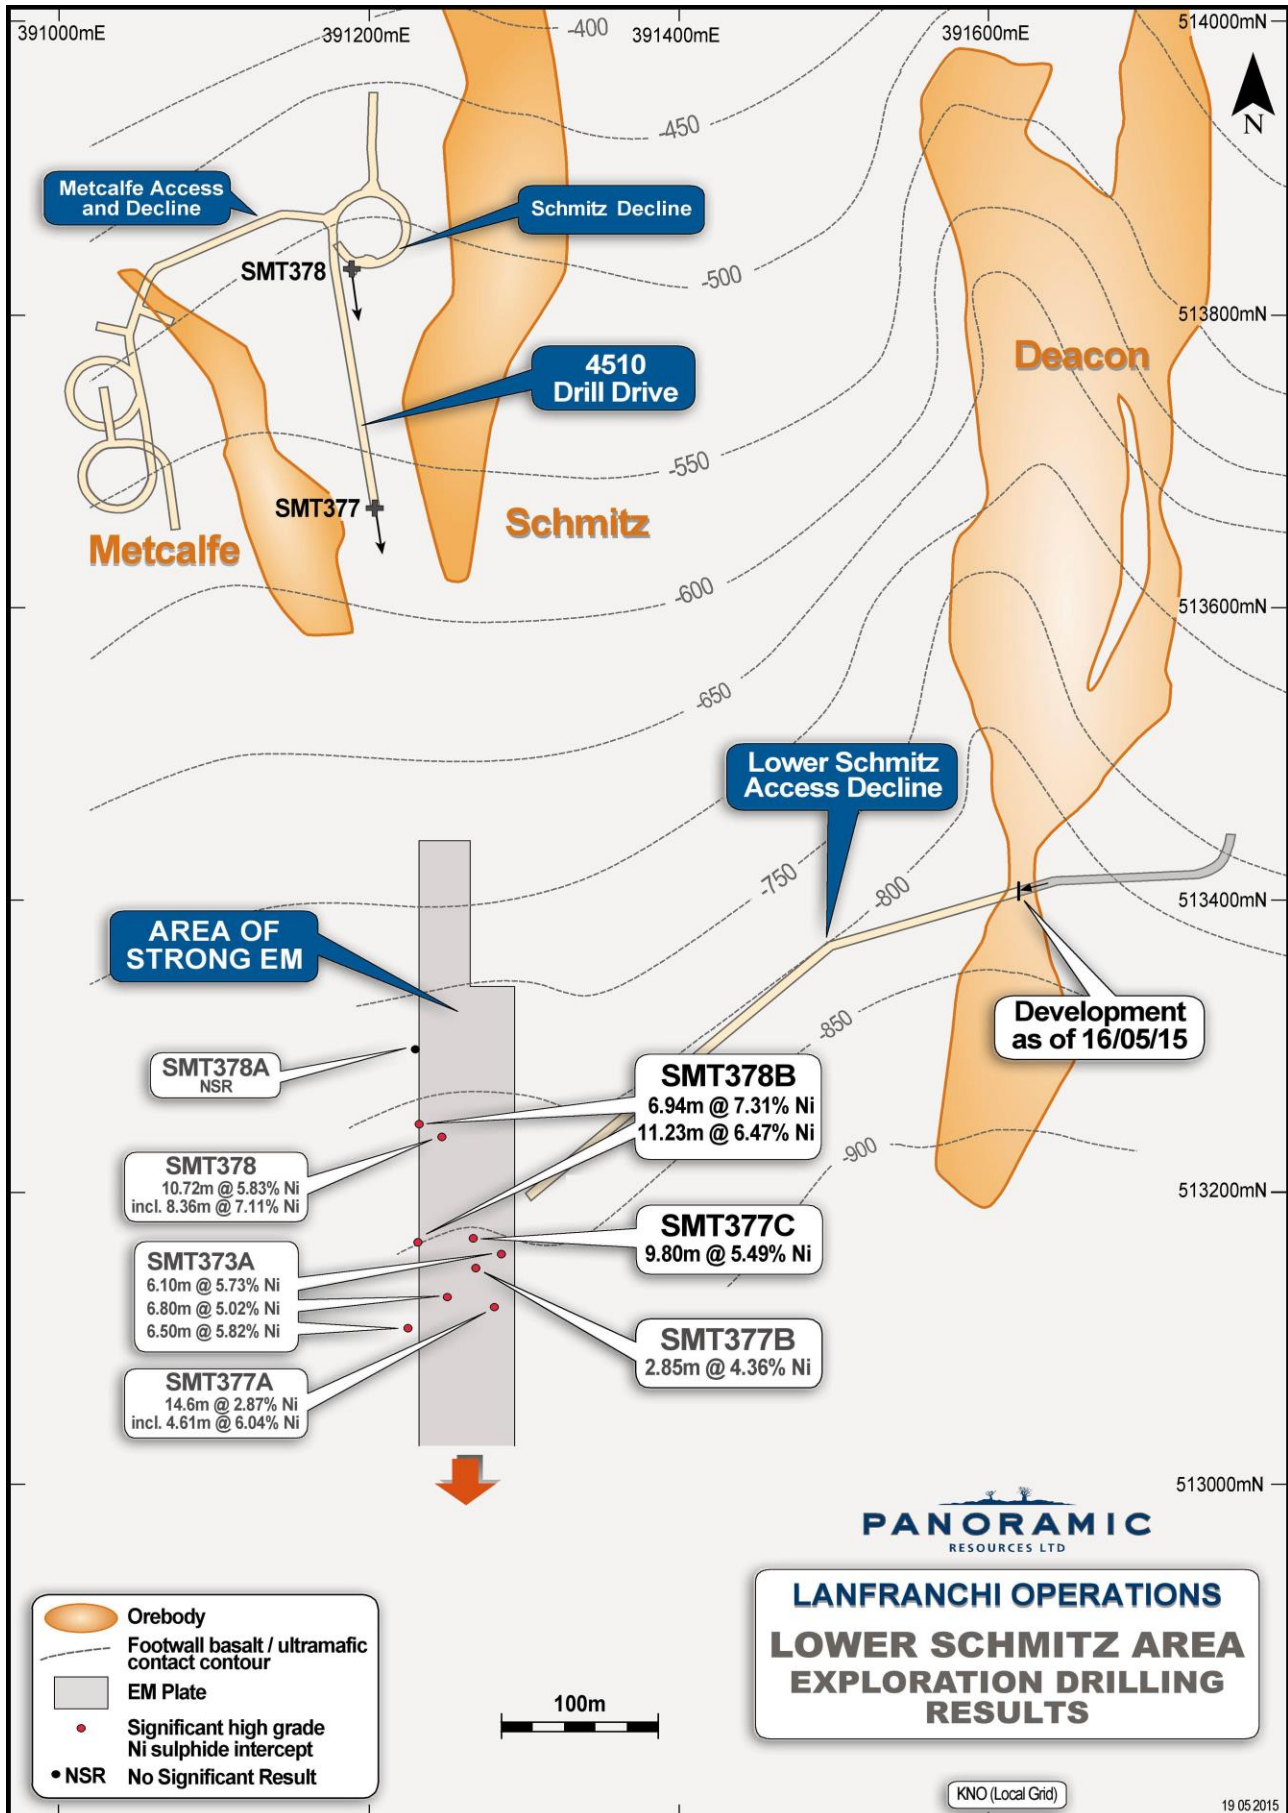 391000mE
391200mE
391400mE
391600mE
514000mN
-400
N
-450
Metcalfe Access
and Decline
Schmitz Decline
SMT378
-500
513800mN
Deacon
4510
Drill Drive
-550
SMT377
Schmitz
Metcalfe
-600
513600mN
-650
Lower Schmitz
Access Decline
-750
-800
513400mN
AREA OF
STRONG EM
Development
as of 16/05/15
-850
SMT378A
NSR
SMT378B
6.94m @ 7.31% Ni
11.23m @ 6.47% Ni
-900
SMT378
10.72m @ 5.83% Ni
incl. 8.36m @ 7.11% Ni
513200mN
SMT377C
9.80m @ 5.49% Ni
SMT373A
6.10m @ 5.73% Ni
6.80m @ 5.02% Ni
6.50m @ 5.82% Ni
SMT377B
2.85m @ 4.36% Ni
SMT377A
14.6m @ 2.87% Ni
incl. 4.61m @ 6.04% Ni
513000mN
PANORAMIC
RESOURCES LTD
LANFRANCHI OPERATIONS
LOWER SCHMITZ AREA
EXPLORATION DRILLING
RESULTS
Orebody
Footwall basalt / ultramafic
contact contour
EM Plate
Significant high grade
Ni sulphide intercept
NSR No Significant Result
100m
KNO (Local Grid)
19 05 2015